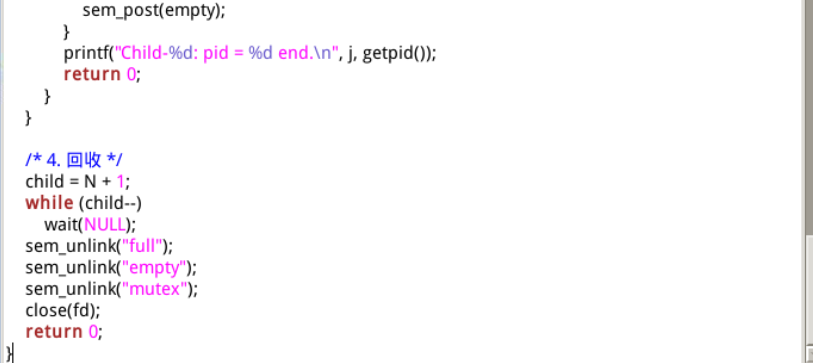 sem_post(empty);
}
printf("Child-%d: pid = %d end.\n", j, getpid());
return 0;
}
}
/* 4. 回收 */
child = N + 1;
while (child--)
wait(NULL);
sem_unlink("full");
sem_unlink("empty");
sem_unlink("mutex");
close(fd);
return 0;
}